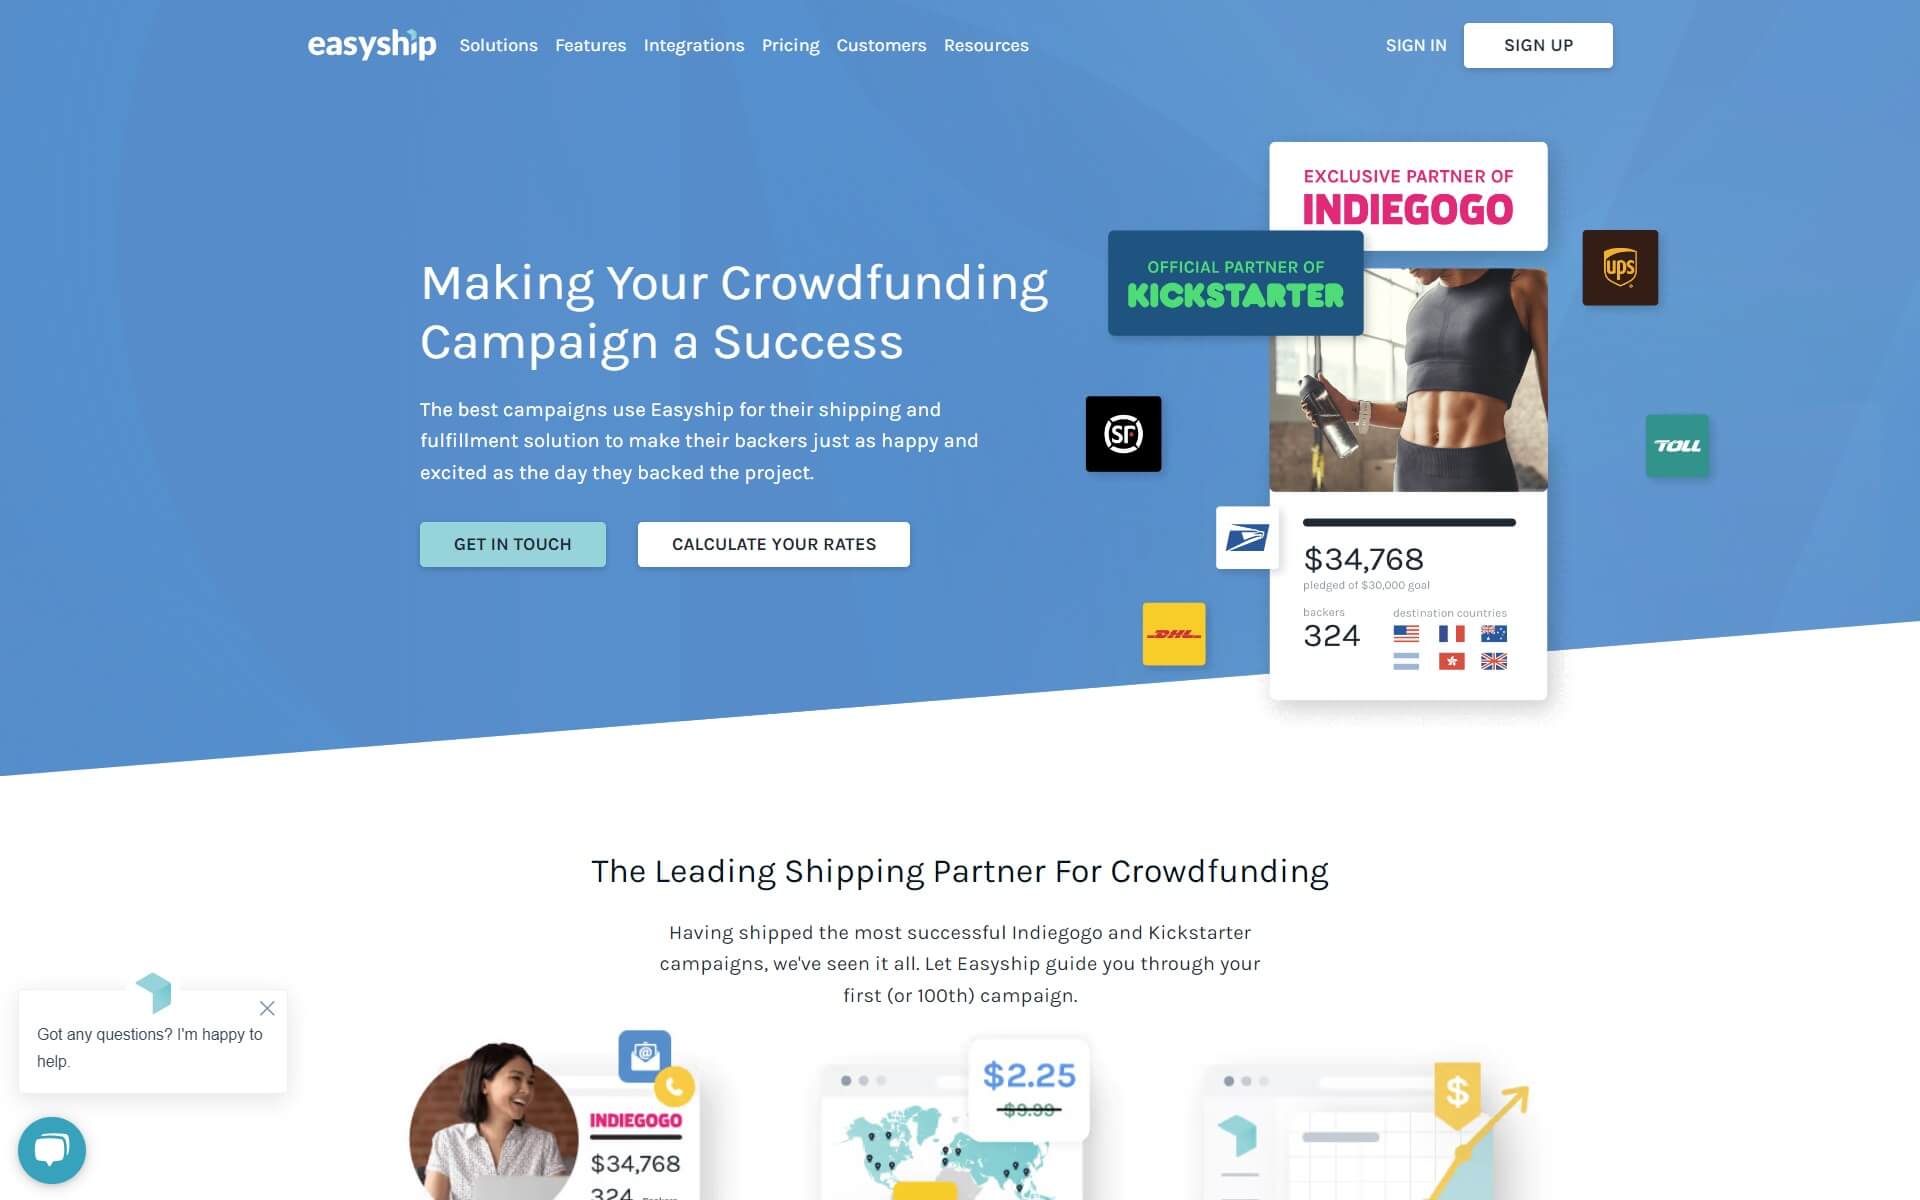 easyship Solutions Features Integrations Pricing Customers Resources SIGN IN SIGN UP
EXCLUSIVE PARTNER OF
INDIEGOGO
OFFICIAL PARTNER OF
KICKSTARTER
ups
Making Your Crowdfunding
Campaign a Success
The best campaigns use Easyship for their shipping and
fulfillment solution to make their backers just as happy and
excited as the day they backed the project.
GET IN TOUCH CALCULATE YOUR RATES
SF
TOLL
DHL
$34,768
pledged of $30,000 goal
backers destination countries
324
The Leading Shipping Partner For Crowdfunding
Having shipped the most successful Indiegogo and Kickstarter
campaigns, we've seen it all. Let Easyship guide you through your
first (or 100th) campaign.
Got any questions? I'm happy to
help.
@
INDIEGOGO
$34,768
324
$2.25
$9.99
$